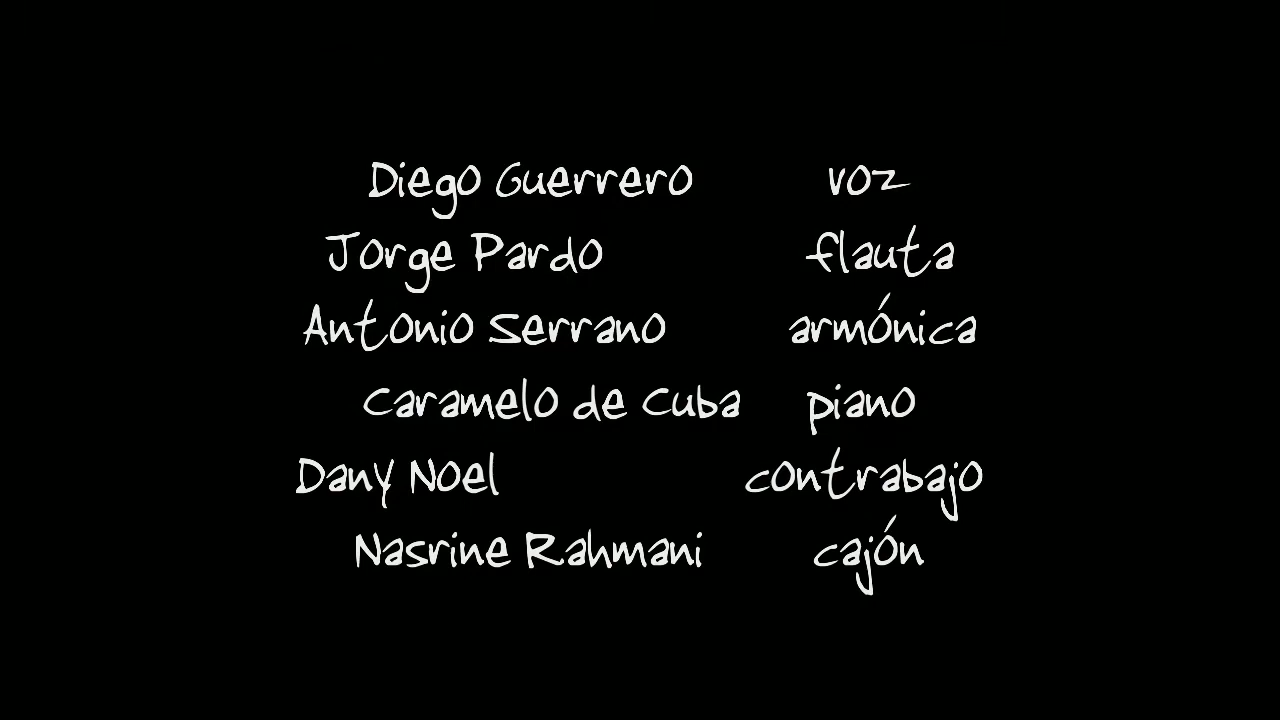 Diego Guerrero voz
Jorge Pardo flauta
Antonio Serrano armónica
Caramelo de Cuba piano
Dany Noel contrabajo
Nasrine Rahmani cajón